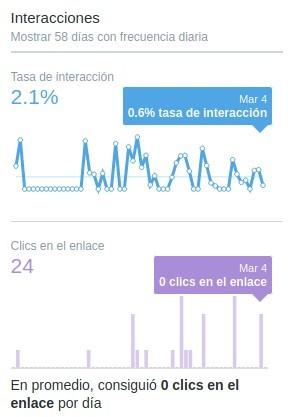 Interacciones
Mostrar 58 días con frecuencia diaria
Tasa de interacción
2.1%
Mar 4
0.6% tasa de interacción
Clics en el enlace
24
Mar 4
0 clics en el enlace
En promedio, consiguió 0 clics en el
enlace por día